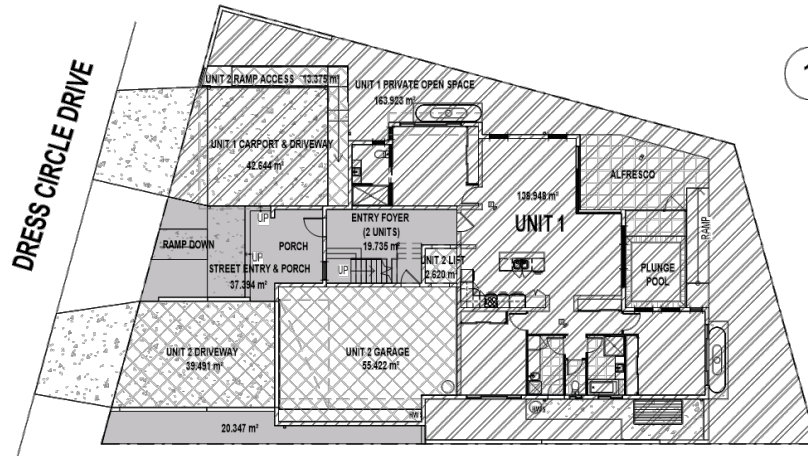 DRESS CIRCLE DRIVE
UNIT 2 RAMP ACCESS 13.375 m²
UNIT 1 PRIVATE OPEN SPACE
163.923 m²
UNIT 1 CARPORT & DRIVEWAY
42.644 m²
ALFRESCO
138.948 m²
UNIT 1
ENTRY FOYER
(2 UNITS)
19.735 m²
UP
PORCH
RAMP DOWN
UP
UP
STREET ENTRY & PORCH
37.394 m²
UNIT 2 LIFT
2.620 m²
RAMP
PLUNGE
POOL
UNIT 2 DRIVEWAY
39.491 m²
UNIT 2 GARAGE
55.422 m²
20.347 m²